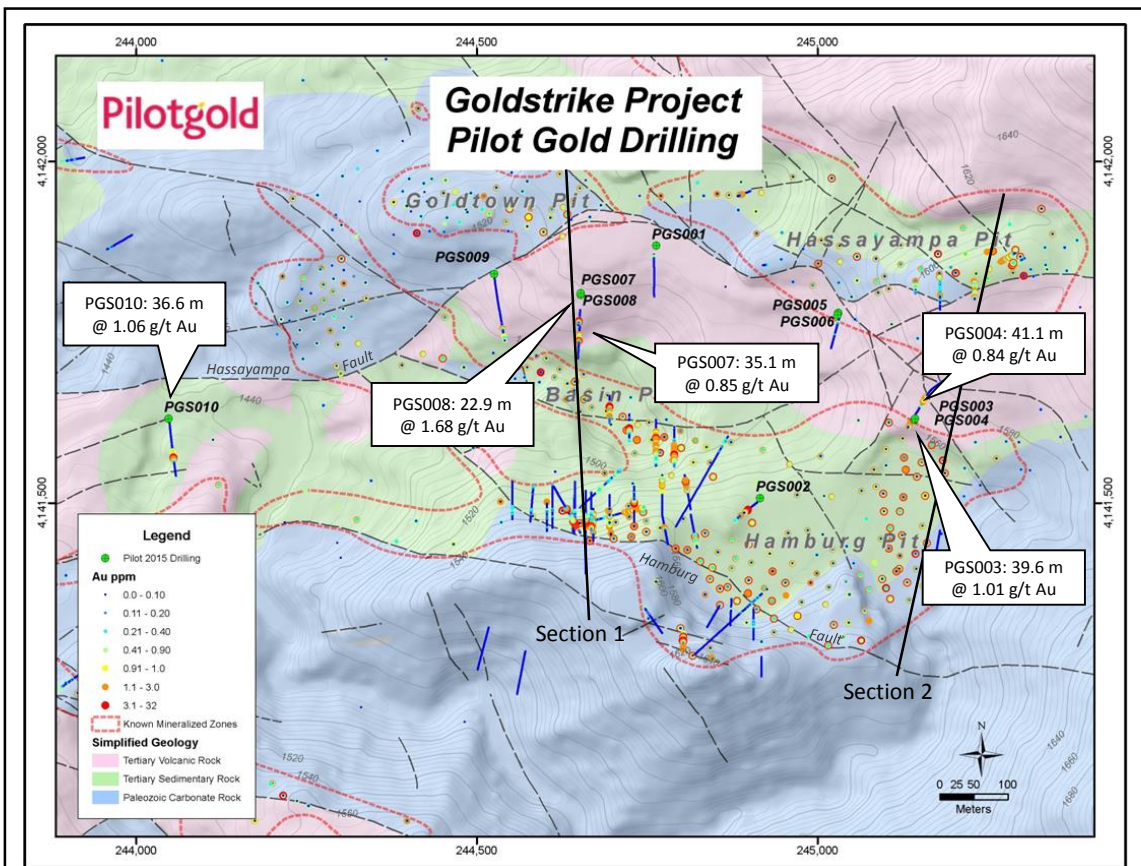 244,000
244,500
245,000
Pilotgold
Goldstrike Project
Pilot Gold Drilling
1640
1620
4,142,000
4,142,000
Goldtown Pit
1520
Hassayampa Pit
1600
PGS001
PGS009
PGS007
PGS008
PGS005
PGS006
PGS010: 36.6 m
@ 1.06 g/t Au
PGS004: 41.1 m
@ 0.84 g/t Au
PGS007: 35.1 m
@ 0.85 g/t Au
PGS008: 22.9 m
@ 1.68 g/t Au
1440
Hassayampa
Fault
Basin P
PGS010
1440
PGS003
PGS004
1560
1580
1500
4,141,500
4,141,500
1520
PGS002
Hamburg Pit
PGS003: 39.6 m
@ 1.01 g/t Au
1540
Hamburg
Fault
Section 1
Section 2
Legend
Pilot 2015 Drilling
Au ppm
0.0 - 0.10
0.11 - 0.20
0.21 - 0.40
0.41 - 0.90
0.91 - 1.0
1.1 - 3.0
3.1 - 32
Known Mineralized Zones
Simplified Geology
Tertiary Volcanic Rock
Tertiary Sedimentary Rock
Paleozoic Carbonate Rock
1520
1540
1560
N
0 25 50 100
Meters
1640
1660
1680